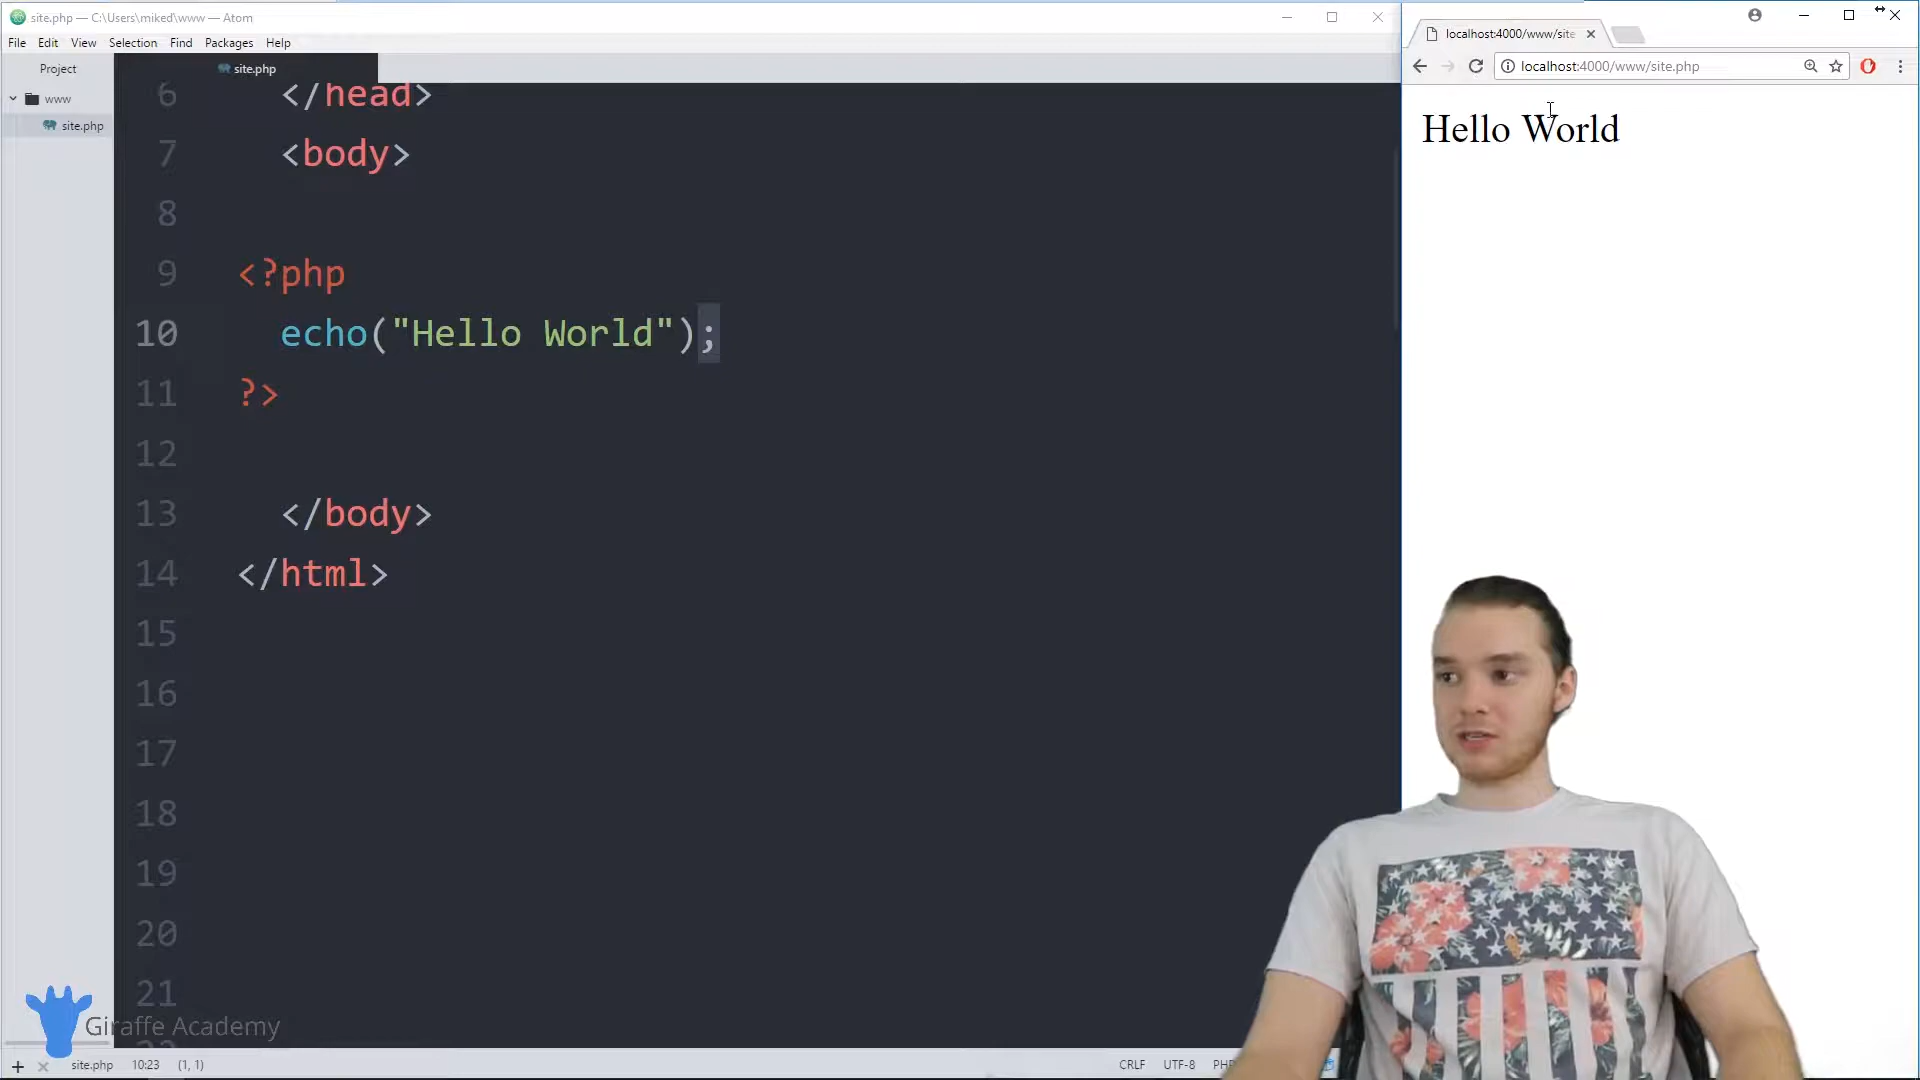 site.php — C:\Users\miked\www — Atom
File Edit View Selection Find Packages Help
Project
www
site.php
site.php
6 </head>
7 <body>
8
9 <?php
10 echo("Hello World");
11 ?>
12
13 </body>
14 </html>
15
16
17
18
19
20
21
Giraffe Academy
site.php 10:23 (1, 1)
CRLF UTF-8 PHP
localhost:4000/www/site
localhost:4000/www/site.php
Hello World